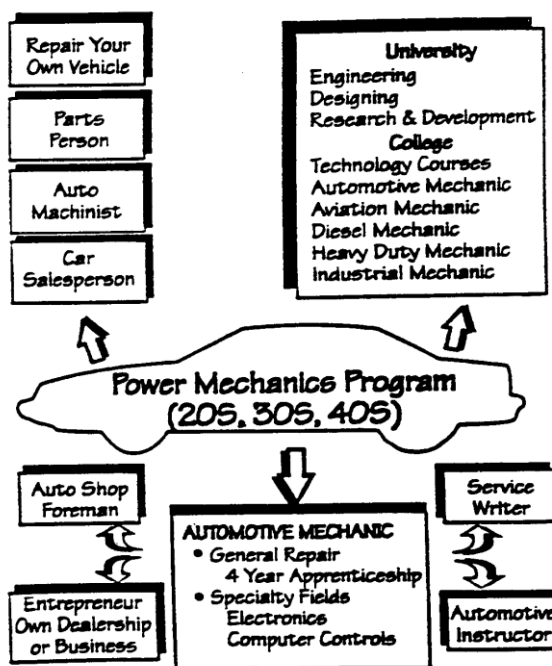 Repair Your
Own Vehicle
Parts
Person
Auto
Machinist
Car
Salesperson
University
Engineering
Designing
Research & Development
College
Technology Courses
Automotive Mechanic
Aviation Mechanic
Diesel Mechanic
Heavy Duty Mechanic
Industrial Mechanic
Power Mechanics Program
(20S, 30S, 40S)
Auto Shop
Foreman
Entrepreneur
Own Dealership
or Business
AUTOMOTIVE MECHANIC
• General Repair
4 Year Apprenticeship
• Specialty Fields
Electronics
Computer Controls
Service
Writer
Automotive
Instructor